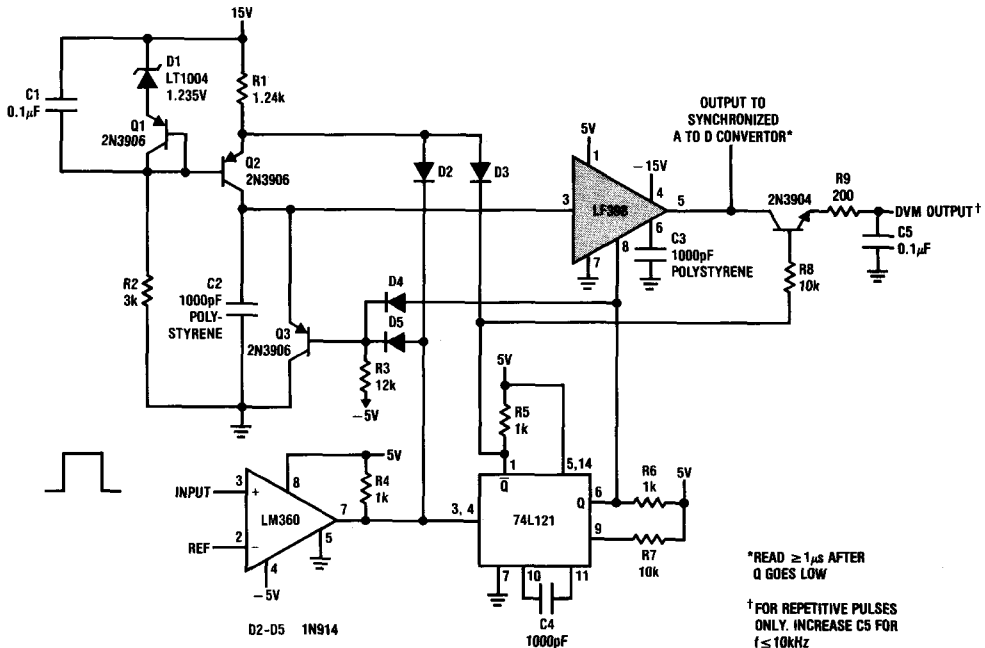 15V
D1
LT1004
1.235V
C1
0.1µF
R1
1.24k
Q1
2N3906
Q2
2N3906
D2
D3
OUTPUT TO
SYNCHRONIZED
A TO D CONVERTOR*
5V
1
-15V
4
3
LF398
5
6
8
7
C3
1000pF
POLYSTYRENE
2N3904
R9
200
DVM OUTPUT†
C5
0.1µF
R8
10k
R2
3k
C2
1000pF
POLY-
STYRENE
D4
D5
Q3
2N3906
R3
12k
-5V
5V
R5
1k
1
5,14
Q̅
INPUT
3
+
8
5V
R4
1k
LM360
7
REF
2
−
5
4
-5V
3, 4
74L121
Q
6
R6
1k
5V
9
R7
10k
7
10
11
C4
1000pF
D2-D5 1N914
*READ ≥1µs AFTER
Q GOES LOW
†FOR REPETITIVE PULSES
ONLY. INCREASE C5 FOR
f≤10kHz